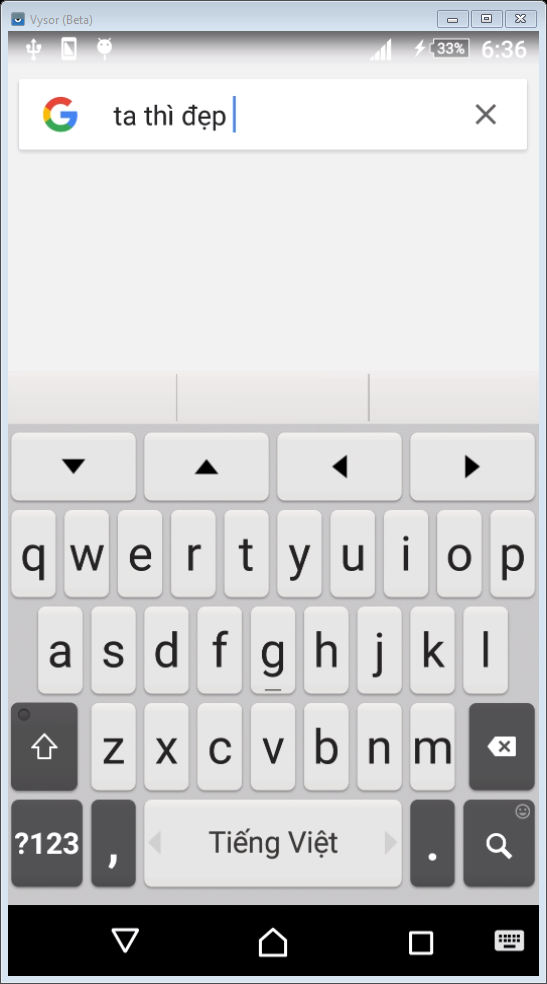 Vysor (Beta)
33% 6:36
ta thì đẹp
q w e r t y u i o p
a s d f g h j k l
z x c v b n m
?123 , Tiếng Việt .